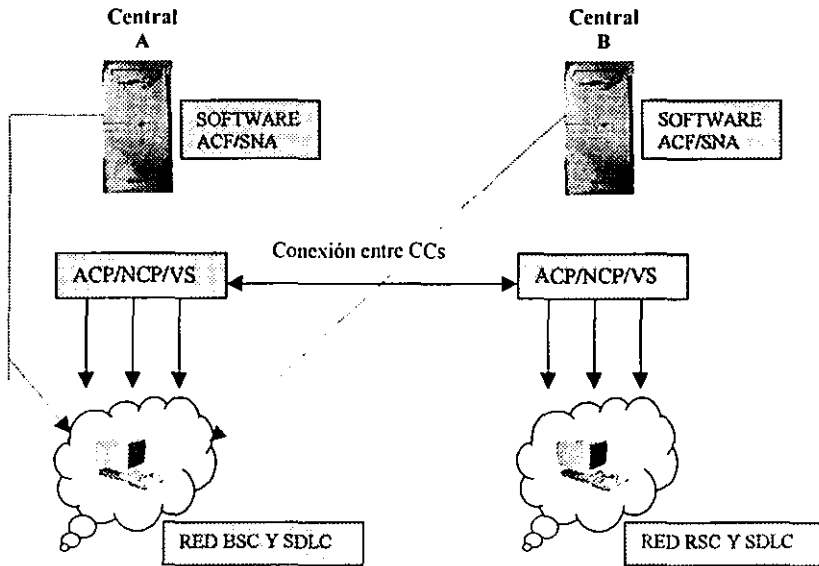 Central
A
Central
B
SOFTWARE
ACF/SNA
SOFTWARE
ACF/SNA
Conexión entre CCs
ACP/NCP/VS
ACP/NCP/VS
RED BSC Y SDLC
RED RSC Y SDLC